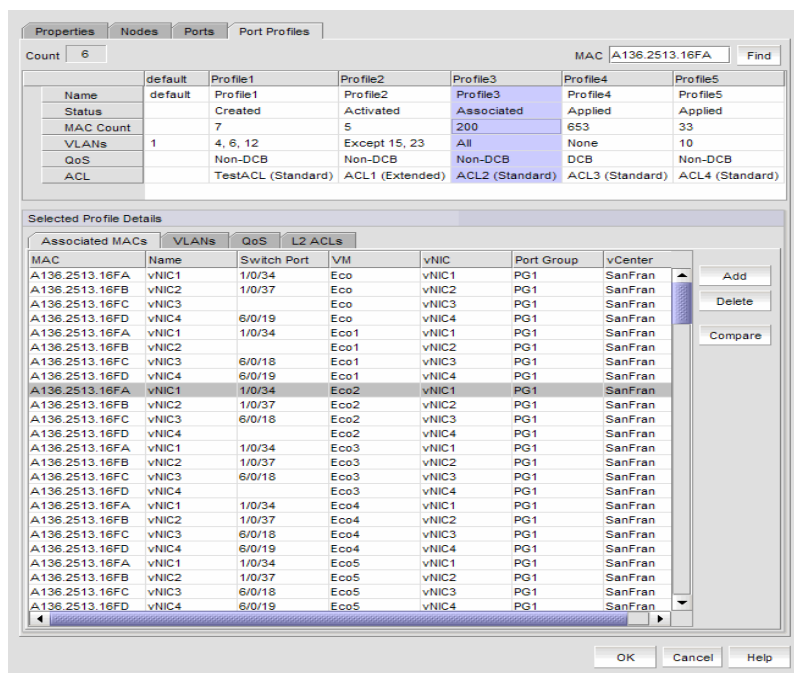 Properties Nodes Ports Port Profiles
Count 6 MAC A136.2513.16FA Find
default Profile1 Profile2 Profile3 Profile4 Profile5
Name default Profile1 Profile2 Profile3 Profile4 Profile5
Status Created Activated Associated Applied Applied
MAC Count 7 5 200 653 33
VLANs 1 4, 6, 12 Except 15, 23 All None 10
QoS Non-DCB Non-DCB Non-DCB DCB Non-DCB
ACL TestACL (Standard) ACL1 (Extended) ACL2 (Standard) ACL3 (Standard) ACL4 (Standard)
Selected Profile Details
Associated MACs VLANs QoS L2 ACLs
MAC Name Switch Port VM vNIC Port Group vCenter
A136.2513.16FA vNIC1 1/0/34 Eco vNIC1 PG1 SanFran Add
A136.2513.16FB vNIC2 1/0/37 Eco vNIC2 PG1 SanFran
A136.2513.16FC vNIC3 Eco vNIC3 PG1 SanFran Delete
A136.2513.16FD vNIC4 6/0/19 Eco vNIC4 PG1 SanFran
A136.2513.16FA vNIC1 1/0/34 Eco1 vNIC1 PG1 SanFran Compare
A136.2513.16FB vNIC2 Eco1 vNIC2 PG1 SanFran
A136.2513.16FC vNIC3 6/0/18 Eco1 vNIC3 PG1 SanFran
A136.2513.16FD vNIC4 6/0/19 Eco1 vNIC4 PG1 SanFran
A136.2513.16FA vNIC1 1/0/34 Eco2 vNIC1 PG1 SanFran
A136.2513.16FB vNIC2 1/0/37 Eco2 vNIC2 PG1 SanFran
A136.2513.16FC vNIC3 6/0/18 Eco2 vNIC3 PG1 SanFran
A136.2513.16FD vNIC4 Eco2 vNIC4 PG1 SanFran
A136.2513.16FA vNIC1 1/0/34 Eco3 vNIC1 PG1 SanFran
A136.2513.16FB vNIC2 1/0/37 Eco3 vNIC2 PG1 SanFran
A136.2513.16FC vNIC3 6/0/18 Eco3 vNIC3 PG1 SanFran
A136.2513.16FD vNIC4 Eco3 vNIC4 PG1 SanFran
A136.2513.16FA vNIC1 1/0/34 Eco4 vNIC1 PG1 SanFran
A136.2513.16FB vNIC2 1/0/37 Eco4 vNIC2 PG1 SanFran
A136.2513.16FC vNIC3 6/0/18 Eco4 vNIC3 PG1 SanFran
A136.2513.16FD vNIC4 6/0/19 Eco4 vNIC4 PG1 SanFran
A136.2513.16FA vNIC1 1/0/34 Eco5 vNIC1 PG1 SanFran
A136.2513.16FB vNIC2 1/0/37 Eco5 vNIC2 PG1 SanFran
A136.2513.16FC vNIC3 6/0/18 Eco5 vNIC3 PG1 SanFran
A136.2513.16FD vNIC4 6/0/19 Eco5 vNIC4 PG1 SanFran
OK Cancel Help